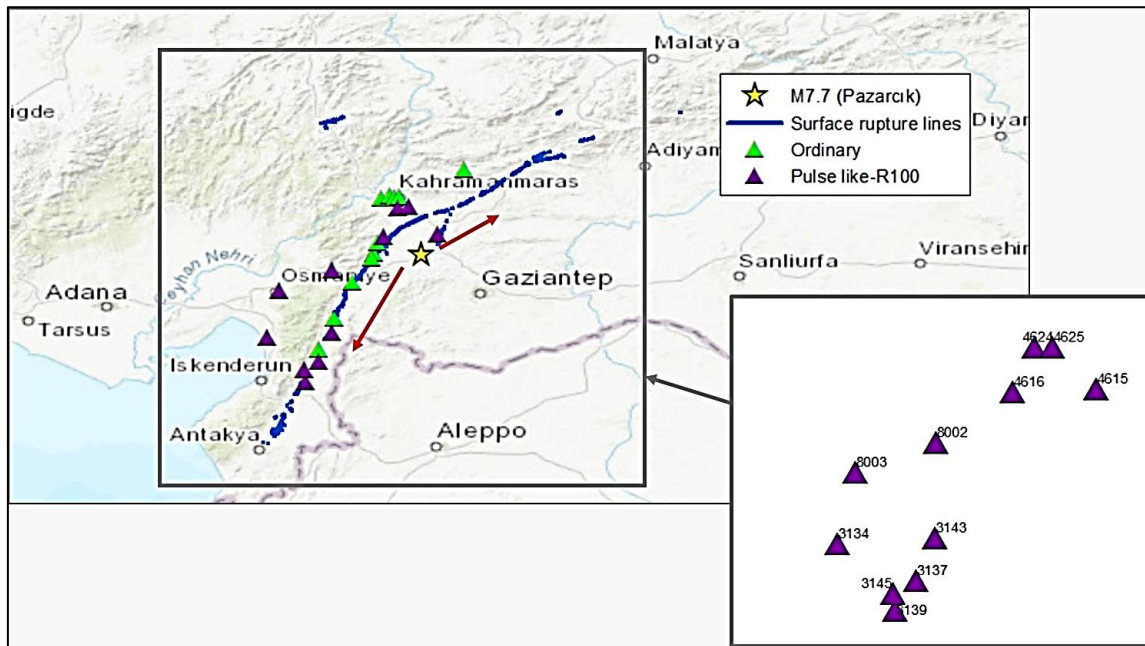 Malatya
igde
M7.7 (Pazarcık)
Surface rupture lines
Ordinary
Pulse like-R100
Diyar
Adiyam
Kahramanmaras
Ceyhan Nehri
Osmaniye
Gaziantep
Sanliurfa
Viransehir
Adana
Tarsus
Iskenderun
Antakya
Aleppo
4624
4625
4616
4615
8002
8003
3134
3143
3137
3145
3139